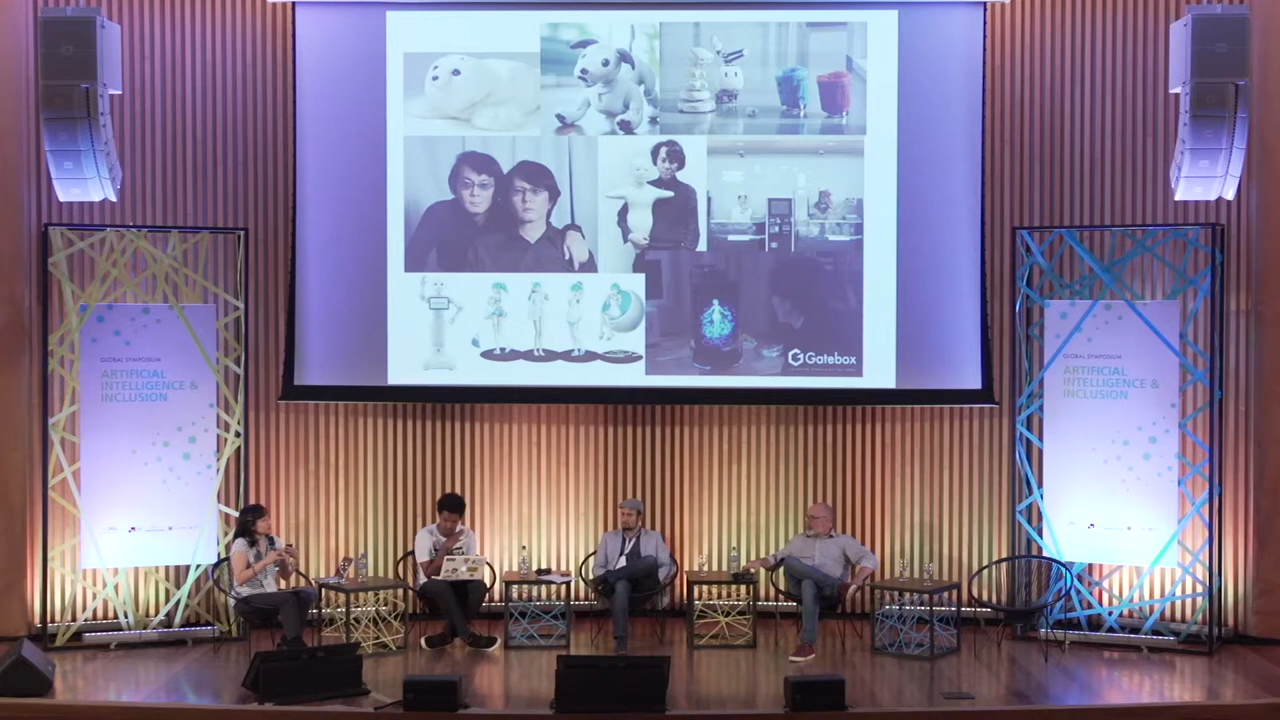 Gatebox
GLOBAL SYMPOSIUM
ARTIFICIAL
INTELLIGENCE &
INCLUSION
GLOBAL SYMPOSIUM
ARTIFICIAL
INTELLIGENCE &
INCLUSION